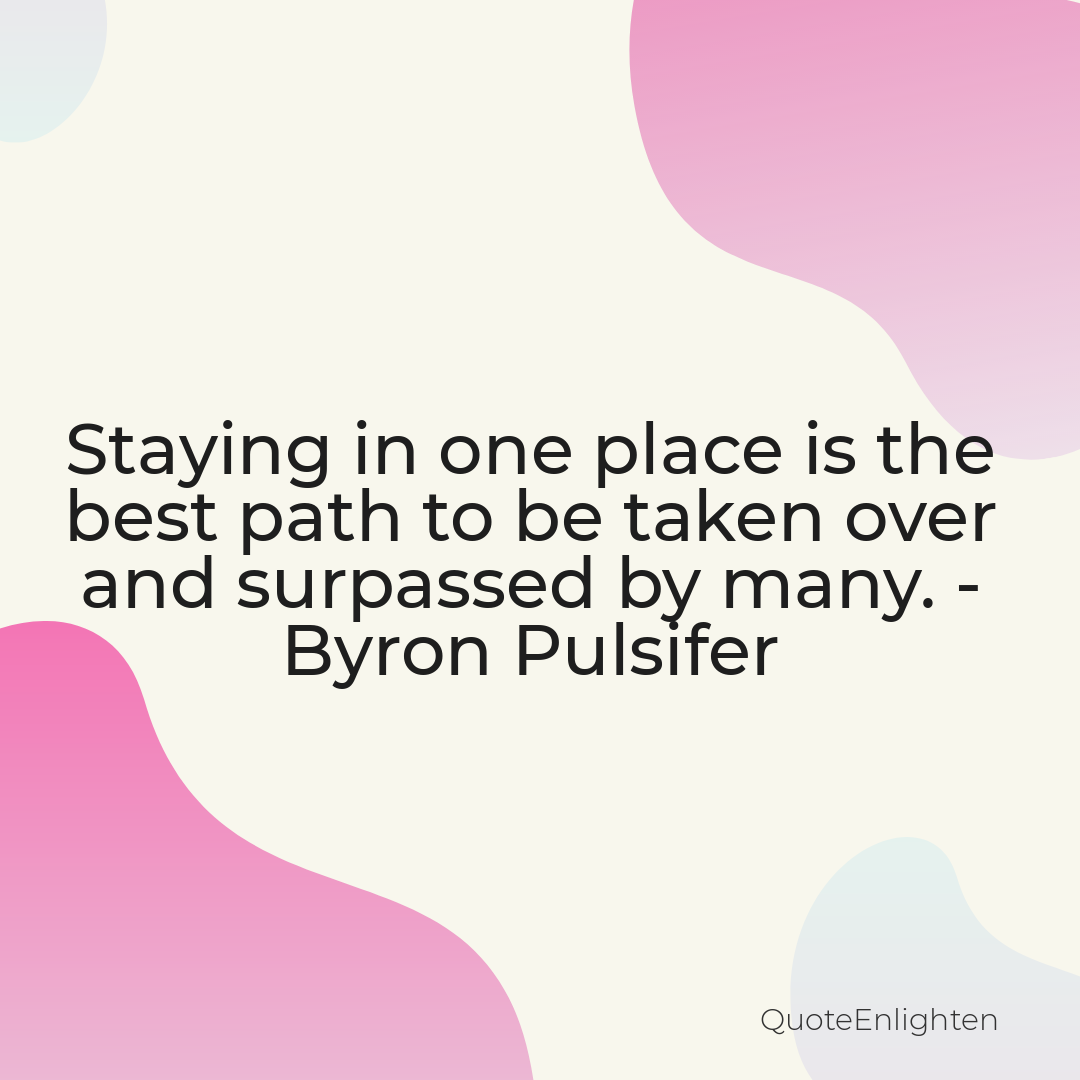 Staying in one place is the
best path to be taken over
and surpassed by many. -
Byron Pulsifer
QuoteEnlighten